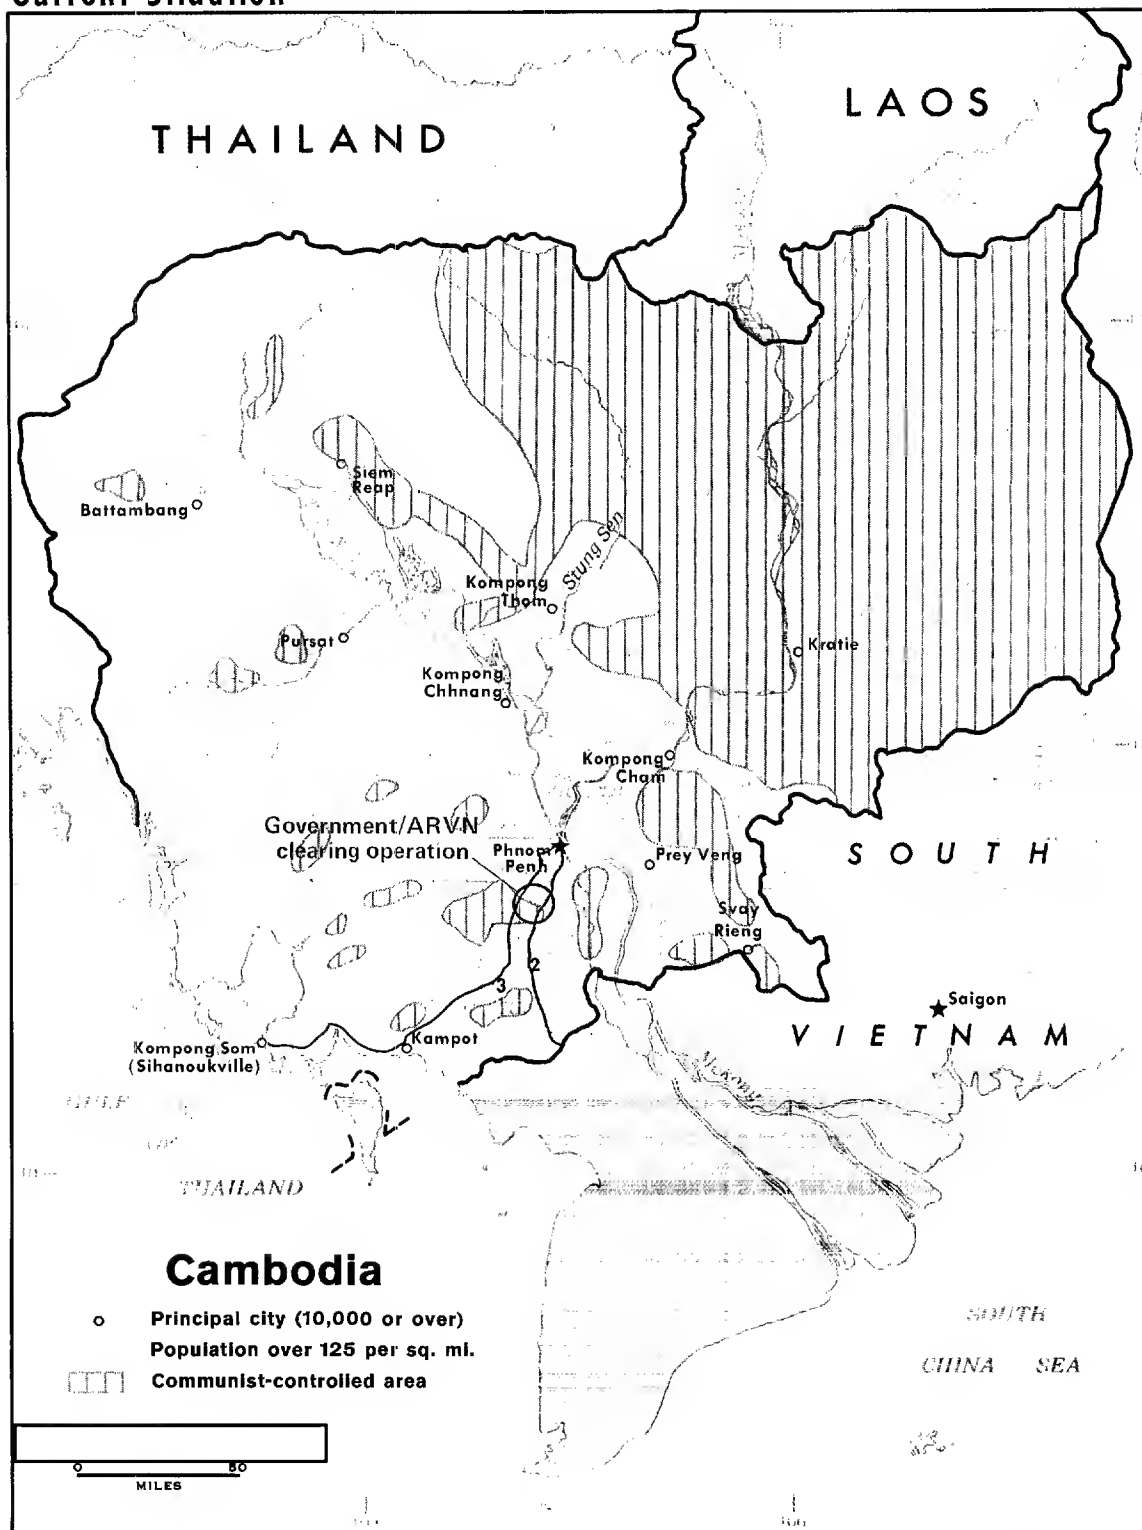 Current Situation
THAILAND
LAOS
Siem
Reap
Battambang
Stung Sen
Kompong
Thom
Pursat
Kratie
Kompong
Chhnang
Kompong
Cham
Government/ARVN
clearing operation
Phnom
Penh
Prey Veng
SOUTH
Svay
Rieng
2
3
Saigon
Kompong Som
(Sihanoukville)
Kampot
VIETNAM
Mekong
GULF
THAILAND
Cambodia
Principal city (10,000 or over)
Population over 125 per sq. mi.
Communist-controlled area
SOUTH
CHINA SEA
0 50
MILES